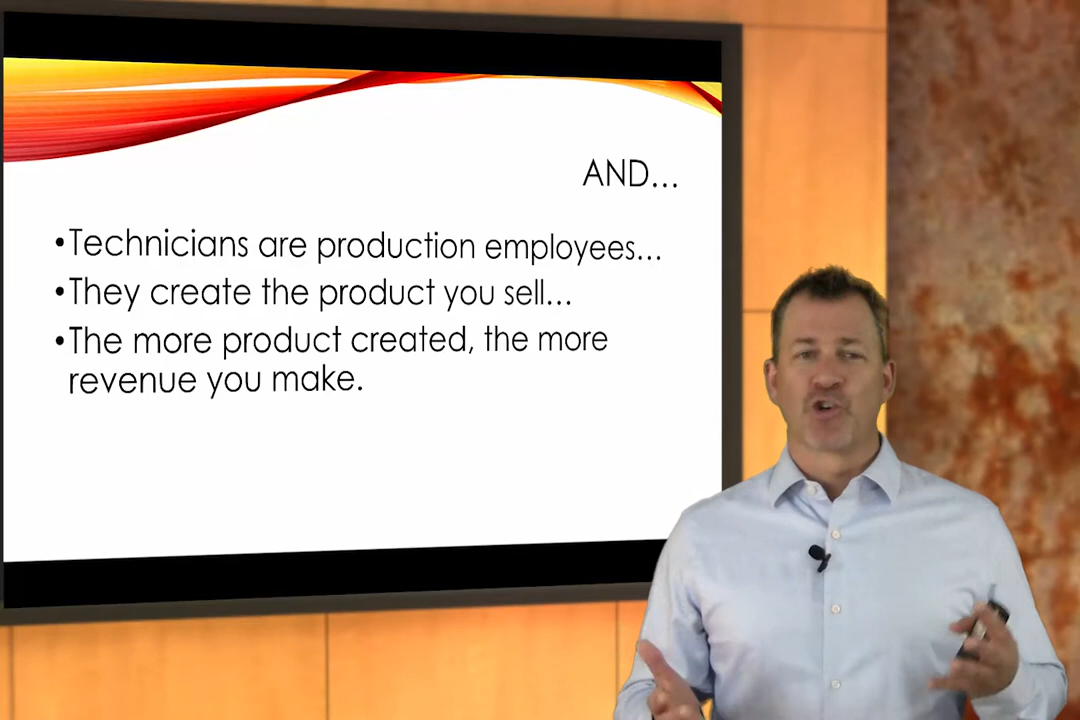 AND...
•Technicians are production employees...
•They create the product you sell...
•The more product created, the more
revenue you make.